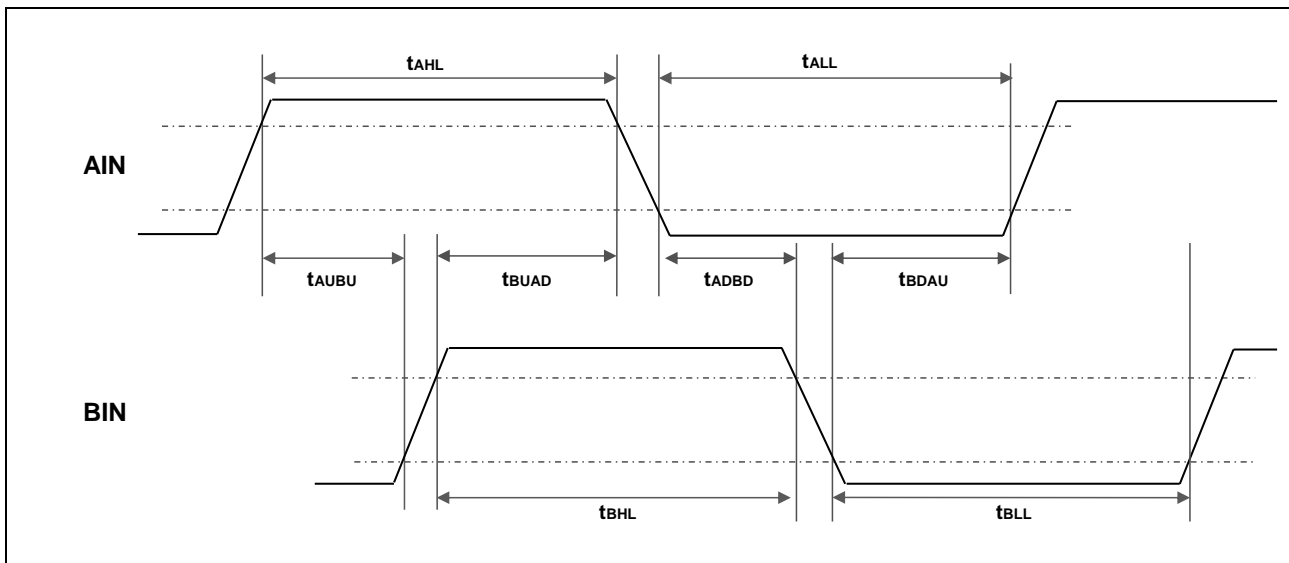 tAHL
tALL
AIN
tAUBU
tBUAD
tADBD
tBDAU
BIN
tBHL
tBLL